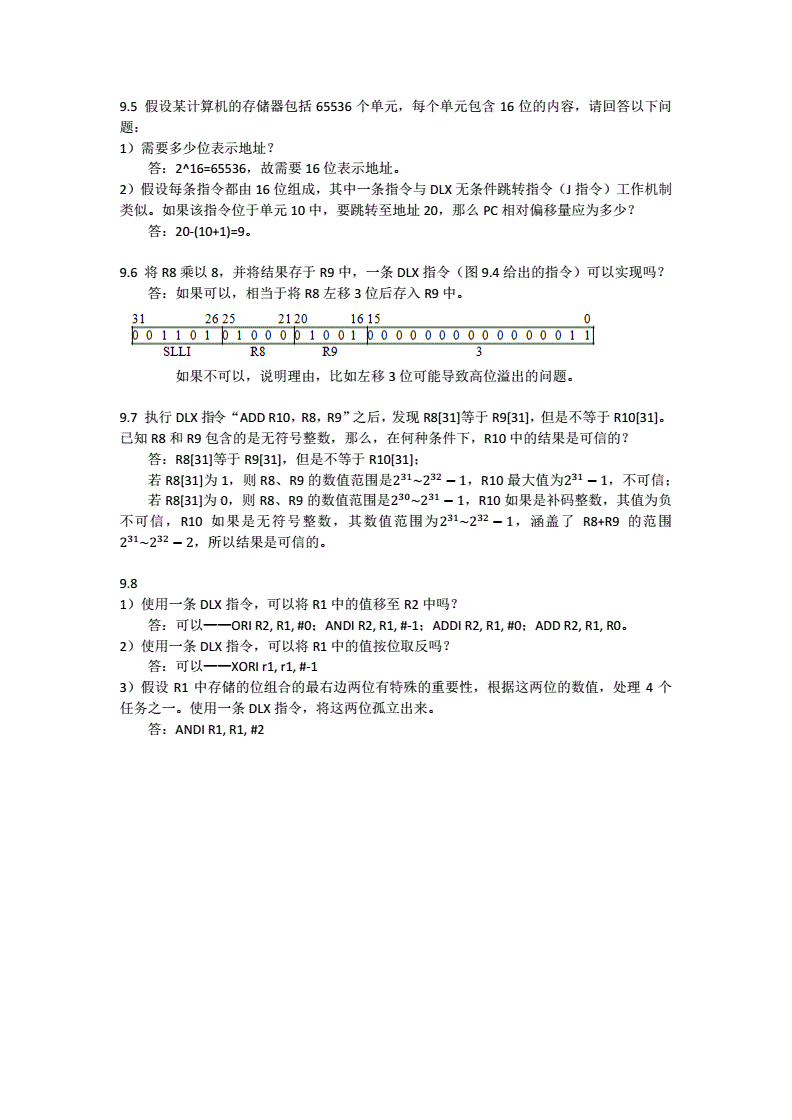 9.5 假设某计算机的存储器包括 65536 个单元，每个单元包含 16 位的内容，请回答以下问
题：
1）需要多少位表示地址？
答：2^16=65536，故需要 16 位表示地址。
2）假设每条指令都由 16 位组成，其中一条指令与 DLX 无条件跳转指令（J 指令）工作机制
类似。如果该指令位于单元 10 中，要跳转至地址 20，那么 PC 相对偏移量应为多少？
答：20-(10+1)=9。
9.6 将 R8 乘以 8，并将结果存于 R9 中，一条 DLX 指令（图 9.4 给出的指令）可以实现吗？
答：如果可以，相当于将 R8 左移 3 位后存入 R9 中。
31 26 25 21 20 16 15 0
0 0 1 1 0 1 0 1 0 0 0 0 1 0 0 1 0 0 0 0 0 0 0 0 0 0 0 0 0 0 1 1
SLLI R8 R9 3
如果不可以，说明理由，比如左移 3 位可能导致高位溢出的问题。
9.7 执行 DLX 指令“ADD R10，R8，R9”之后，发现 R8[31]等于 R9[31]，但是不等于 R10[31]。
已知 R8 和 R9 包含的是无符号整数，那么，在何种条件下，R10 中的结果是可信的？
答：R8[31]等于 R9[31]，但是不等于 R10[31]；
若 R8[31]为 1，则 R8、R9 的数值范围是2³¹~2³² − 1，R10 最大值为2³¹ − 1，不可信；
若 R8[31]为 0，则 R8、R9 的数值范围是2³⁰~2³¹ − 1，R10 如果是补码整数，其值为负
不可信，R10 如果是无符号整数，其数值范围为2³¹~2³² − 1，涵盖了 R8+R9 的范围
2³¹~2³² − 2，所以结果是可信的。
9.8
1）使用一条 DLX 指令，可以将 R1 中的值移至 R2 中吗？
答：可以——ORI R2, R1, #0；ANDI R2, R1, #-1；ADDI R2, R1, #0；ADD R2, R1, R0。
2）使用一条 DLX 指令，可以将 R1 中的值按位取反吗？
答：可以——XORI r1, r1, #-1
3）假设 R1 中存储的位组合的最右边两位有特殊的重要性，根据这两位的数值，处理 4 个
任务之一。使用一条 DLX 指令，将这两位孤立出来。
答：ANDI R1, R1, #2